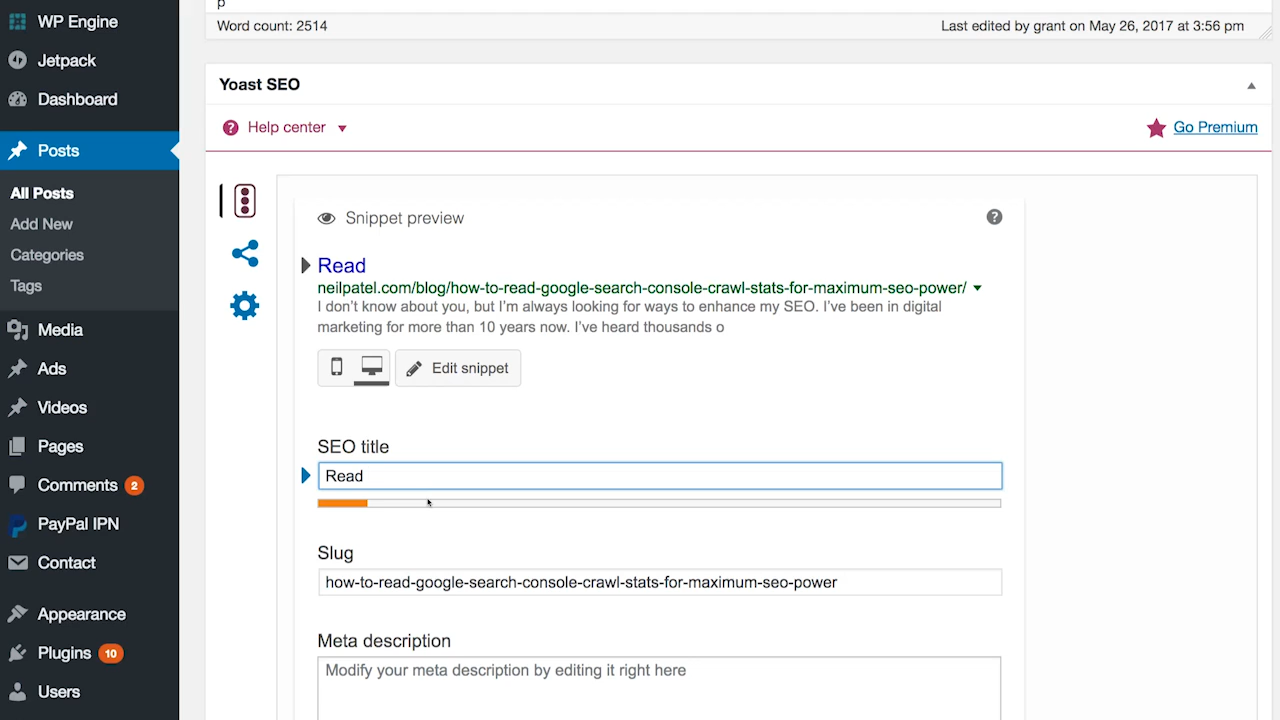 WP Engine
Jetpack
Dashboard
Posts
All Posts
Add New
Categories
Tags
Media
Ads
Videos
Pages
Comments 2
PayPal IPN
Contact
Appearance
Plugins 10
Users
p
Word count: 2514
Last edited by grant on May 26, 2017 at 3:56 pm
Yoast SEO
? Help center
Go Premium
Snippet preview
?
Read
neilpatel.com/blog/how-to-read-google-search-console-crawl-stats-for-maximum-seo-power/
I don't know about you, but I'm always looking for ways to enhance my SEO. I've been in digital
marketing for more than 10 years now. I've heard thousands o
Edit snippet
SEO title
Read
Slug
how-to-read-google-search-console-crawl-stats-for-maximum-seo-power
Meta description
Modify your meta description by editing it right here